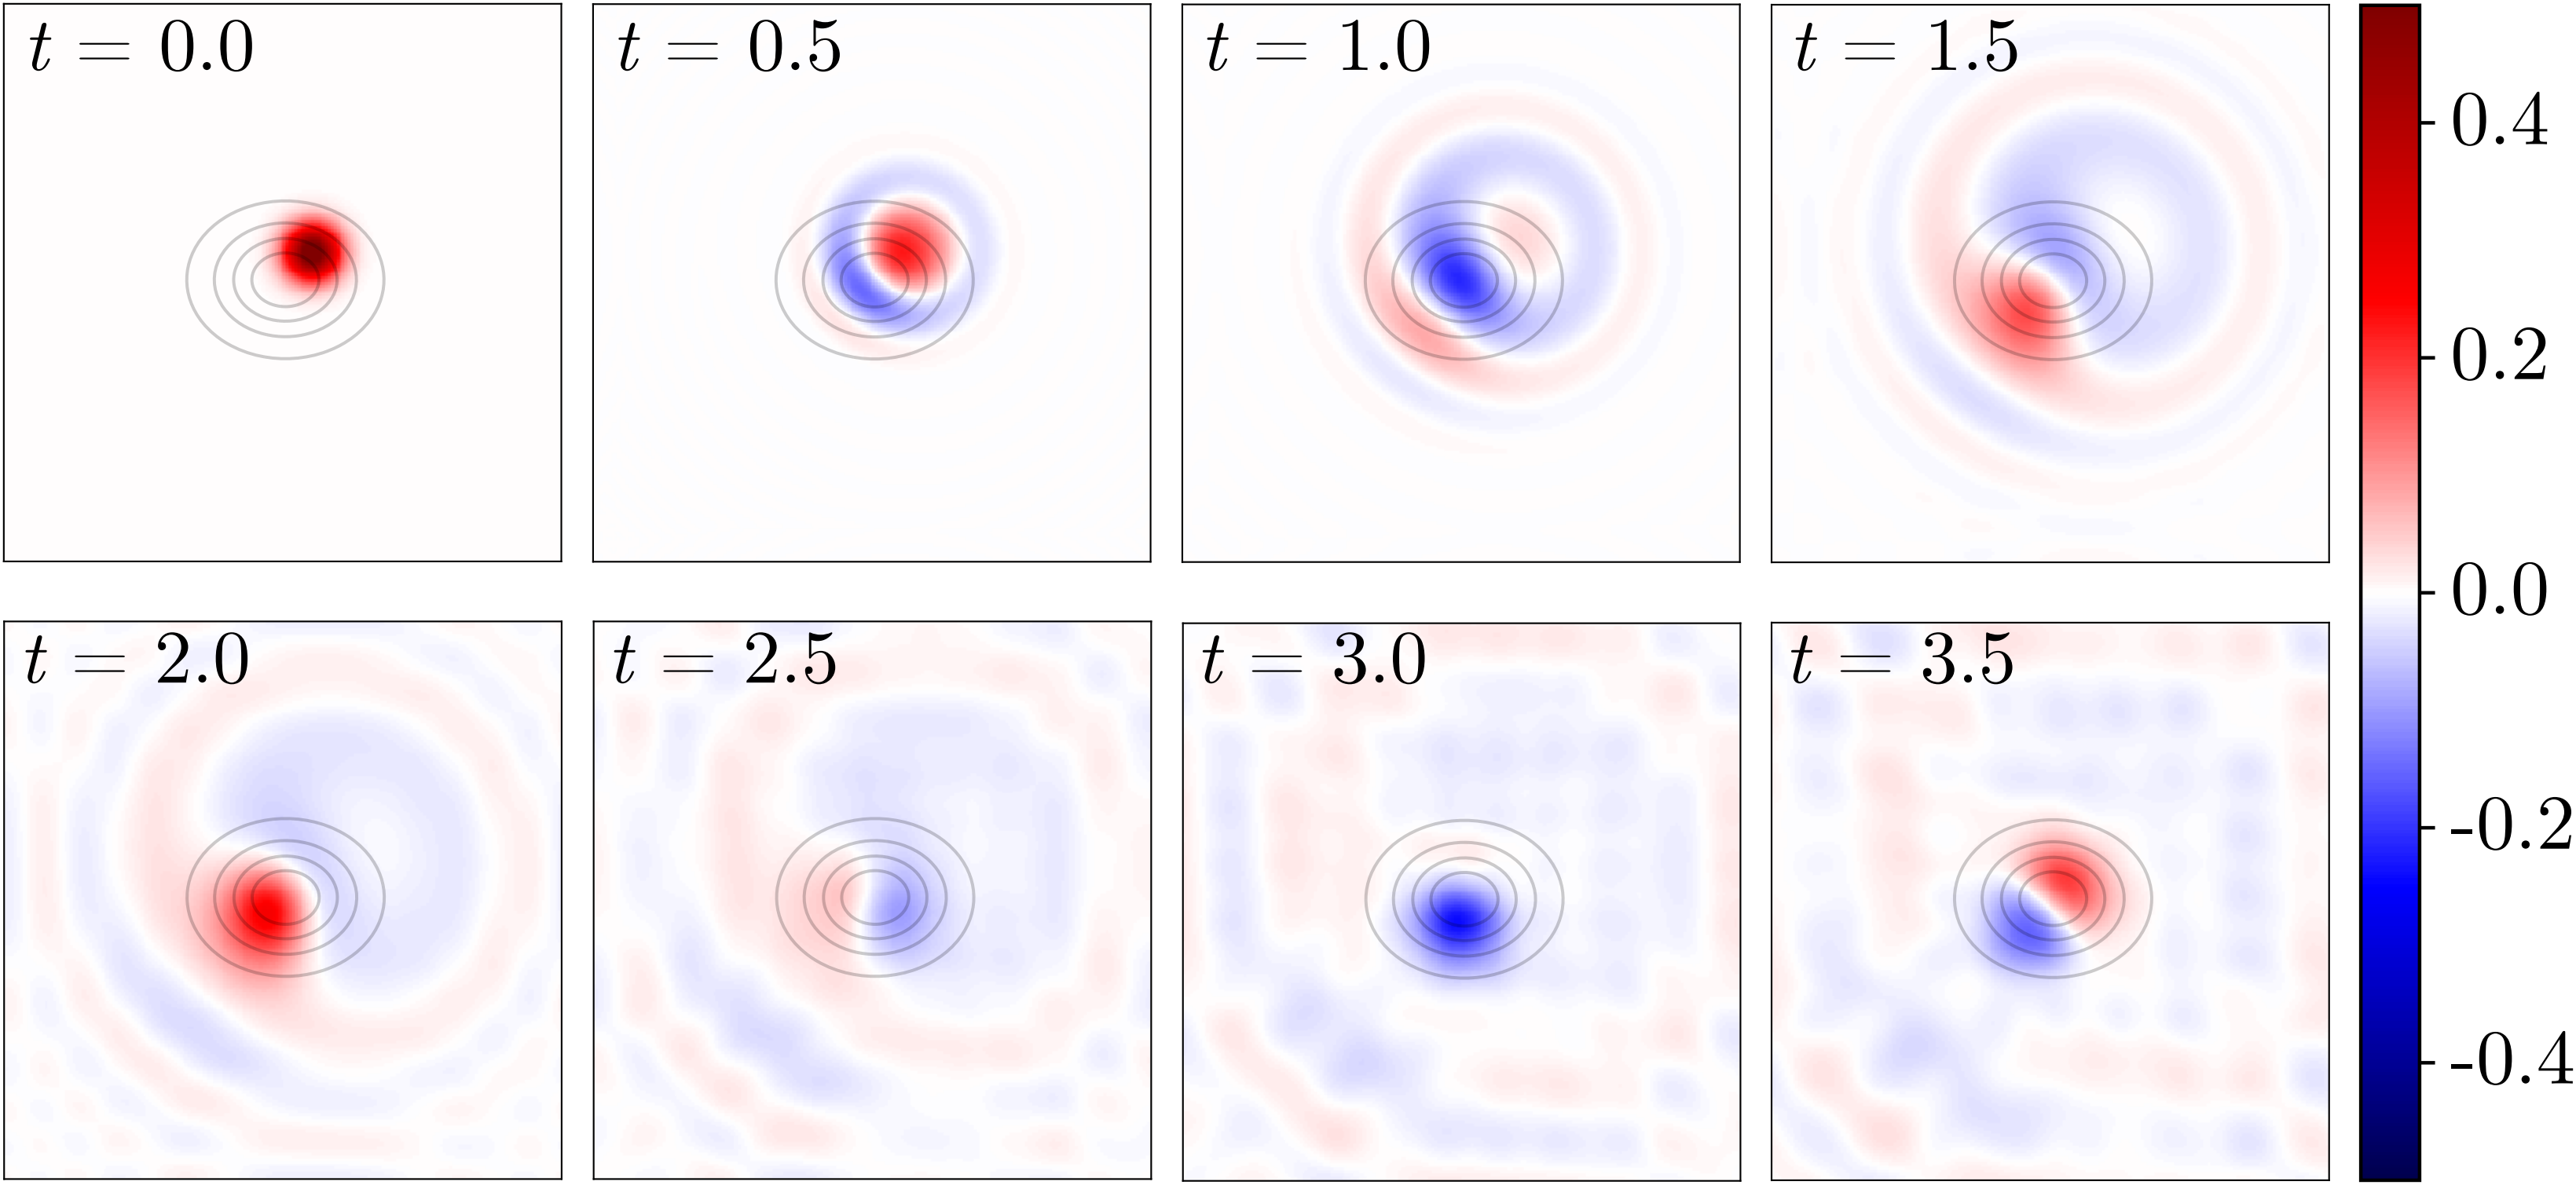 t = 0.0
t = 0.5
t = 1.0
t = 1.5
t = 2.0
t = 2.5
t = 3.0
t = 3.5
0.4
0.2
0.0
-0.2
-0.4